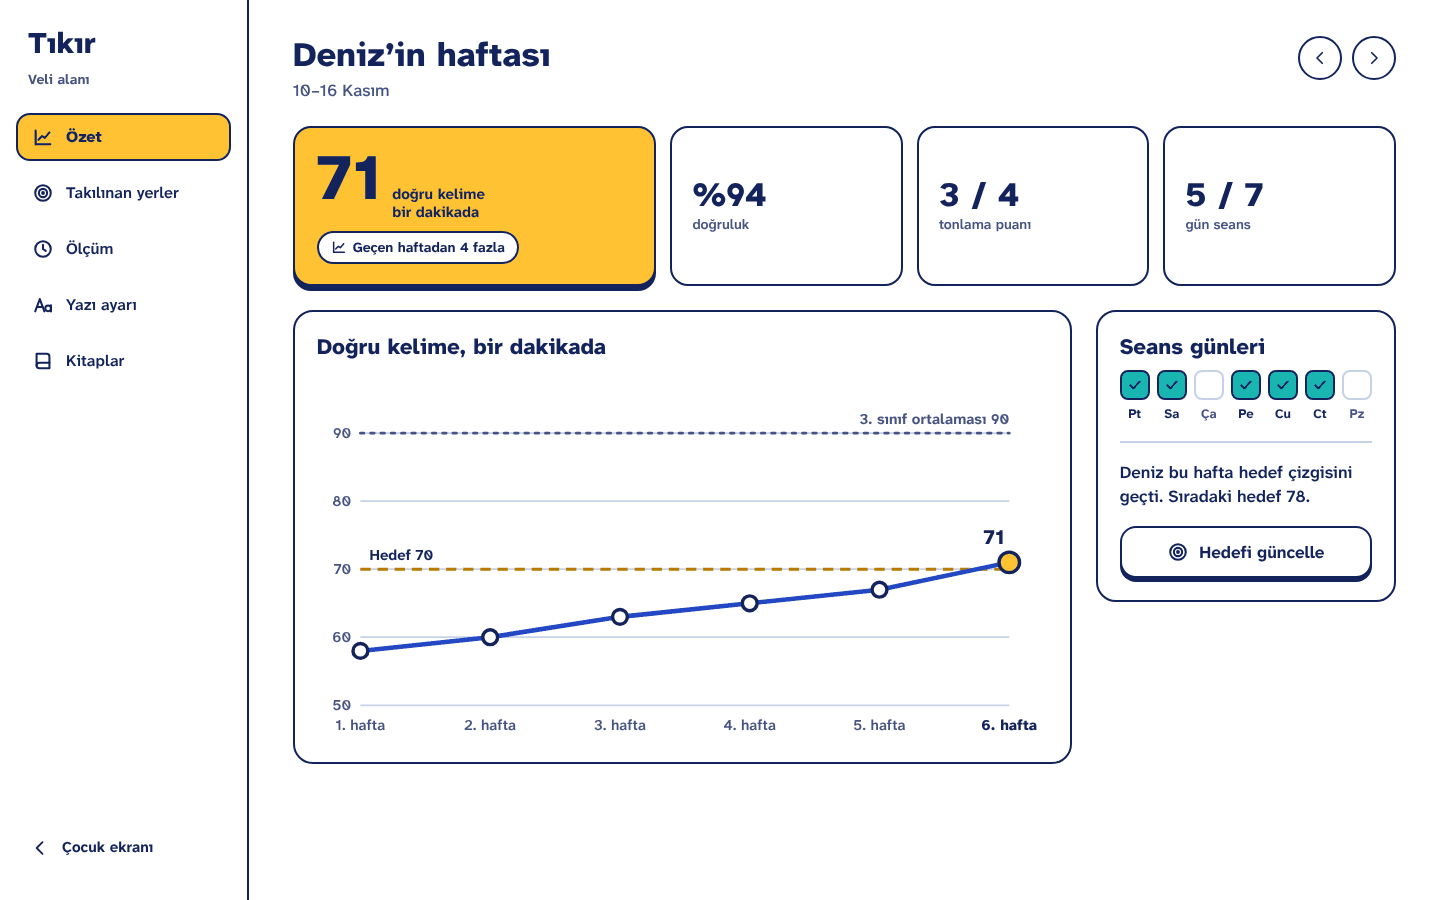 Tıkır
Veli alanı
Özet
Takılınan yerler
Ölçüm
Yazı ayarı
Kitaplar
Çocuk ekranı
Deniz’in haftası
10–16 Kasım
71
doğru kelime
bir dakikada
Geçen haftadan 4 fazla
%94
doğruluk
3 / 4
tonlama puanı
5 / 7
gün seans
Doğru kelime, bir dakikada
3. sınıf ortalaması 90
90
80
71
Hedef 70
70
60
50
1. hafta
2. hafta
3. hafta
4. hafta
5. hafta
6. hafta
Seans günleri
Pt Sa Ça Pe Cu Ct Pz
Deniz bu hafta hedef çizgisini
geçti. Sıradaki hedef 78.
Hedefi güncelle